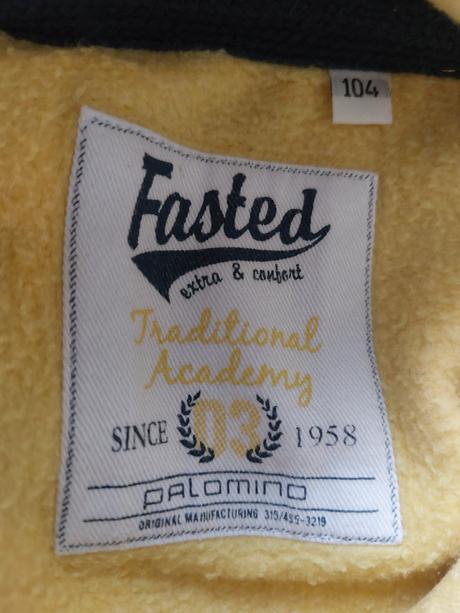 104
Fasted
extra & confort
Traditional
Academy
SINCE 03 1958
PALOMINO
ORIGINAL MANUFACTURING 315/455-3219